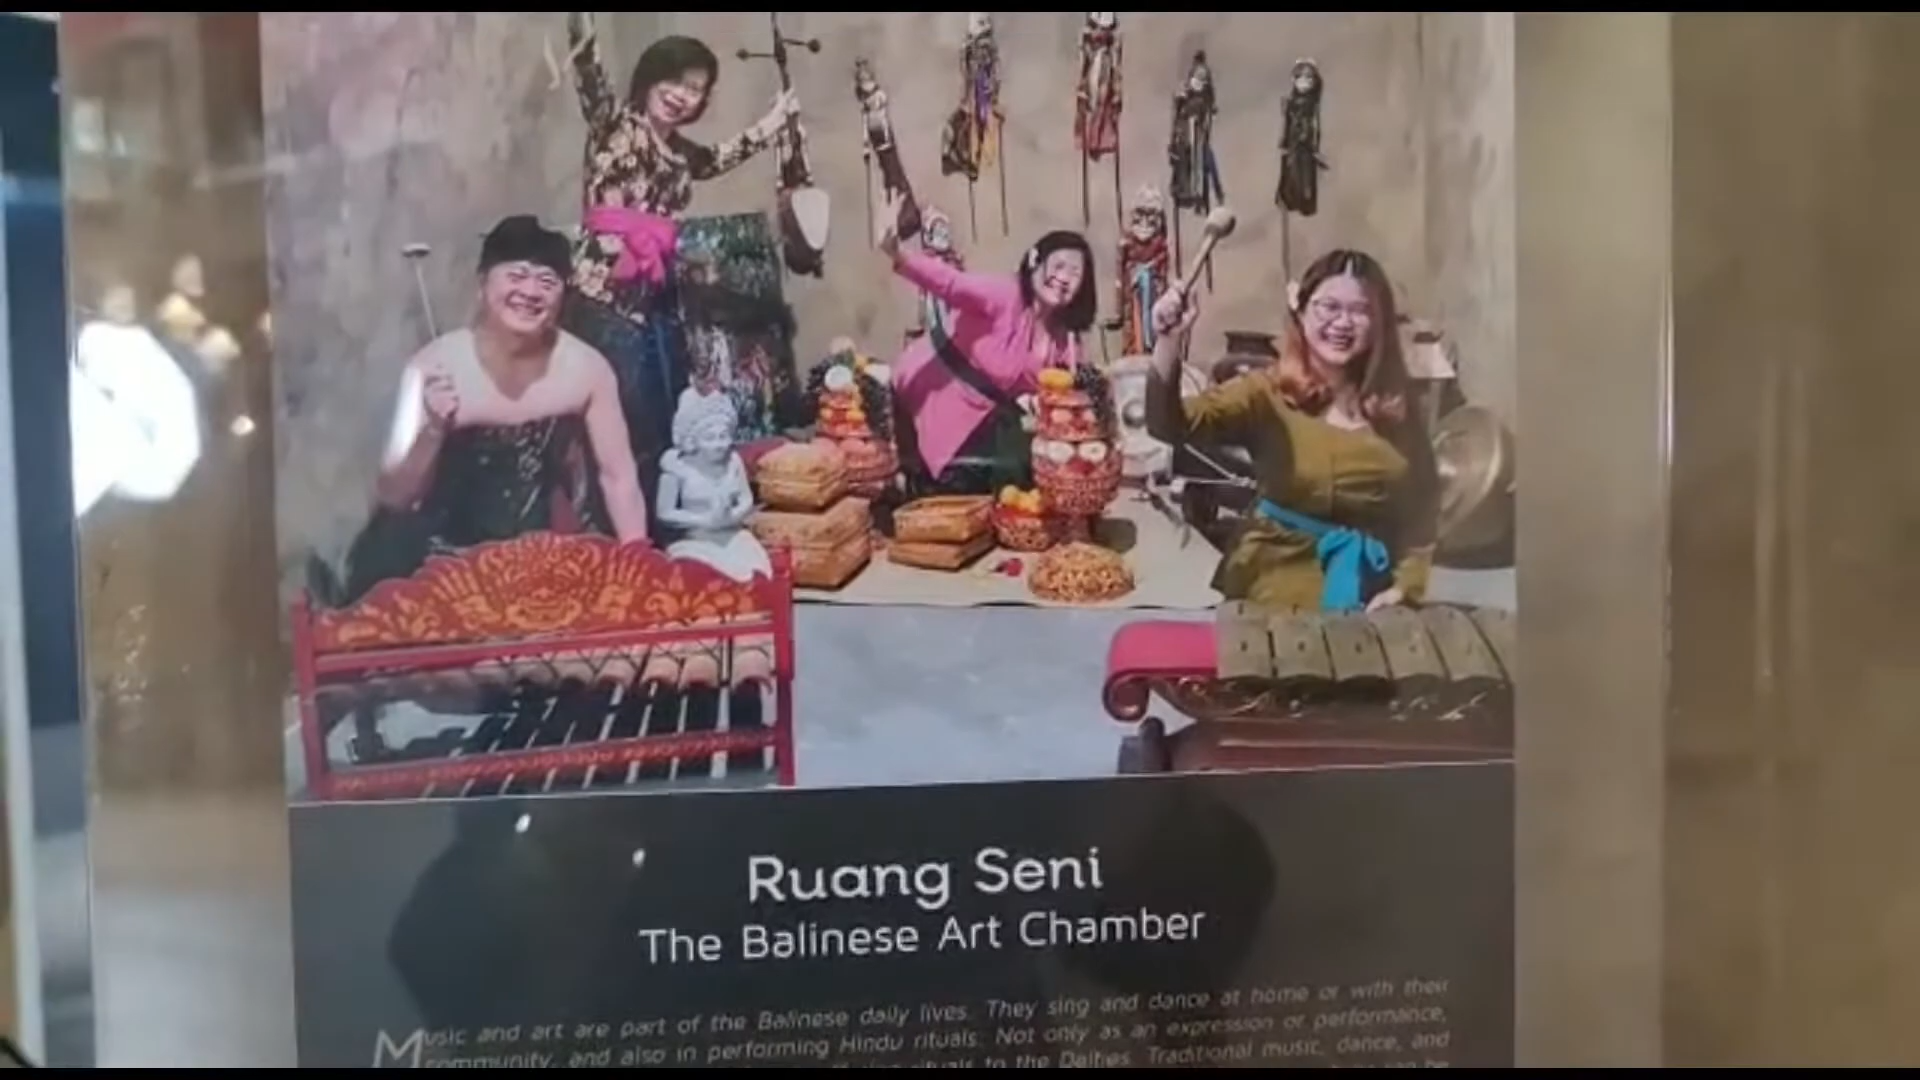 Ruang Seni
The Balinese Art Chamber
Music and art are part of the Balinese daily lives. They sing and dance at home or with their
community, and also in performing Hindu rituals. Not only as an expression or performance,
rituals to the Deities. Traditional music, dance, and
can be